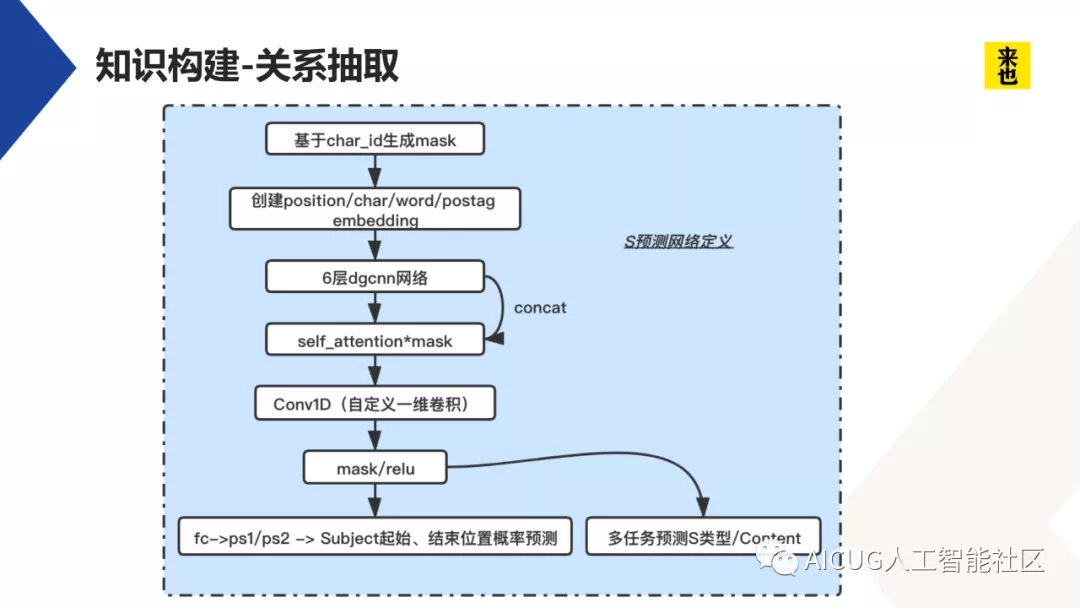 知识构建-关系抽取
来
也
基于char_id生成mask
创建position/char/word/postag
embedding
S预测网络定义
6层dgcnn网络
concat
self_attention*mask
Conv1D（自定义一维卷积）
mask/relu
fc->ps1/ps2 -> Subject起始、结束位置概率预测
多任务预测S类型/Content
AICUG人工智能社区